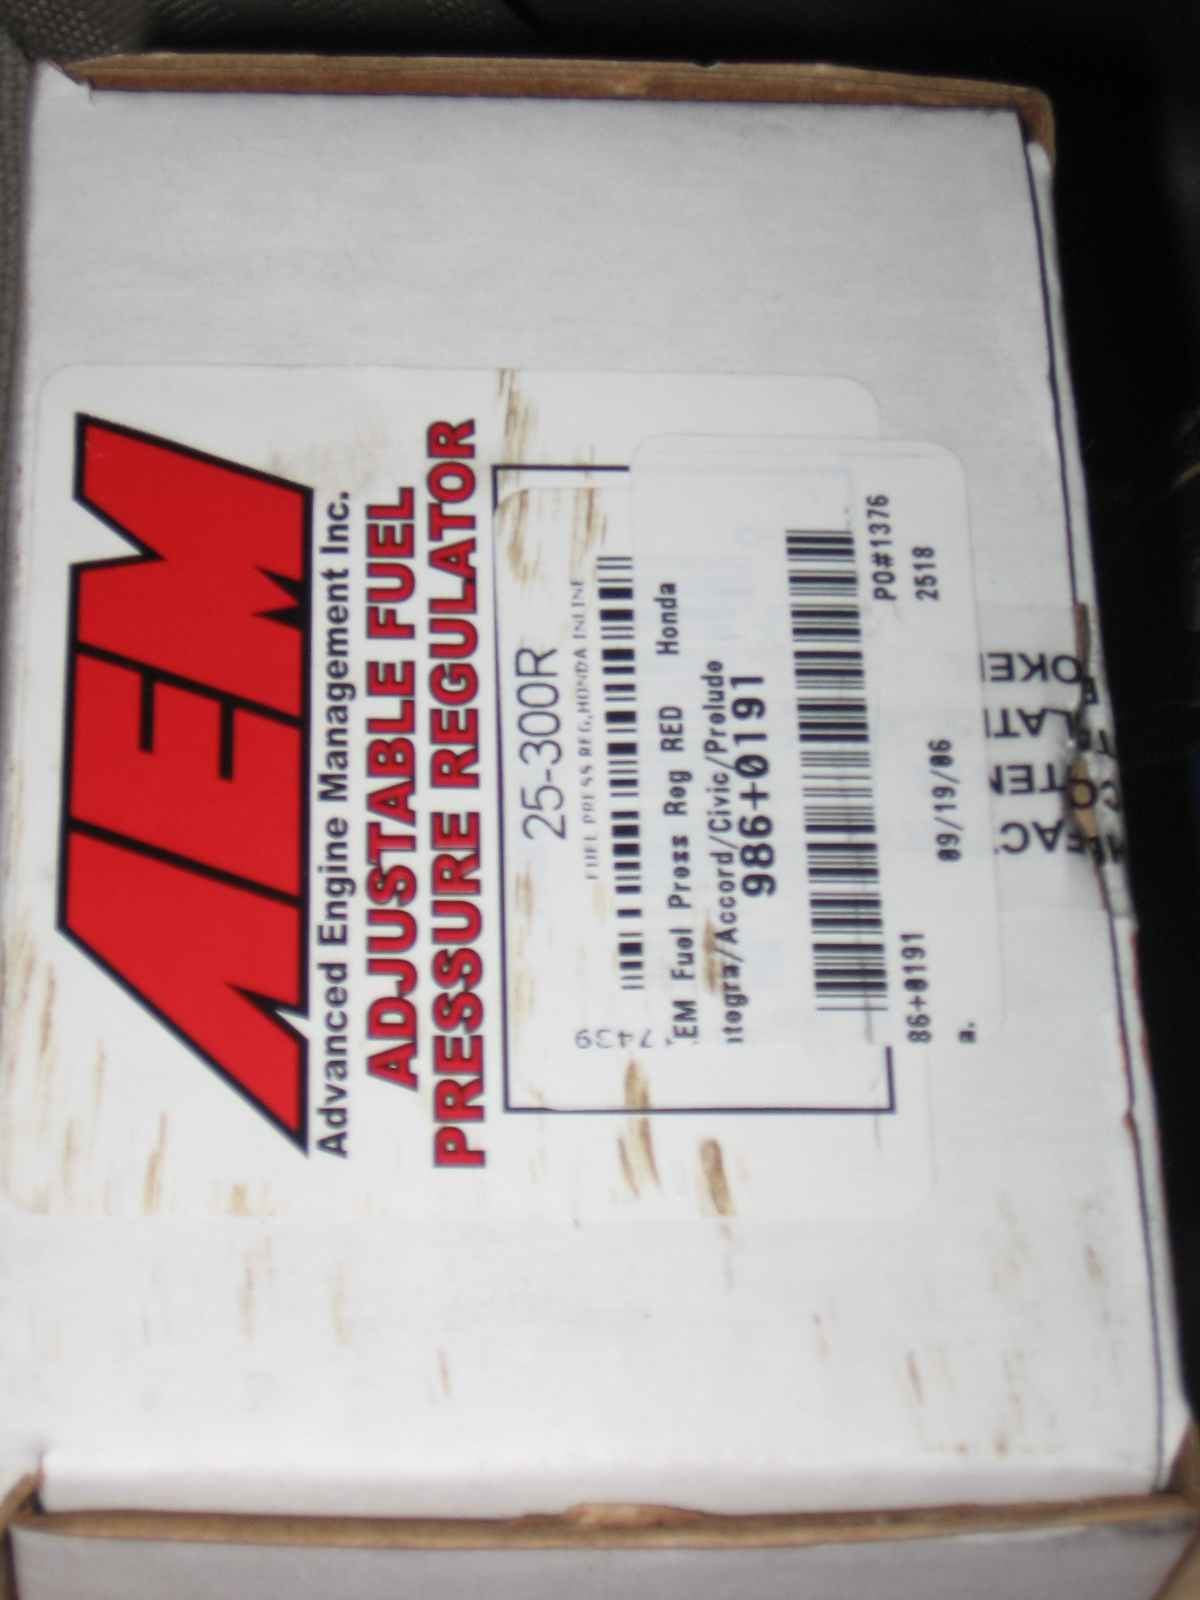 AEM
Advanced Engine Management Inc.
ADJUSTABLE FUEL
PRESSURE REGULATOR
25-300R
FUEL PRESS REG,HONDA INLINE
7439
EM Fuel Press Reg RED Honda
ntegra/Accord/Civic/Prelude
986+0191
PO#1376
86+0191 09/19/06 2518
a.